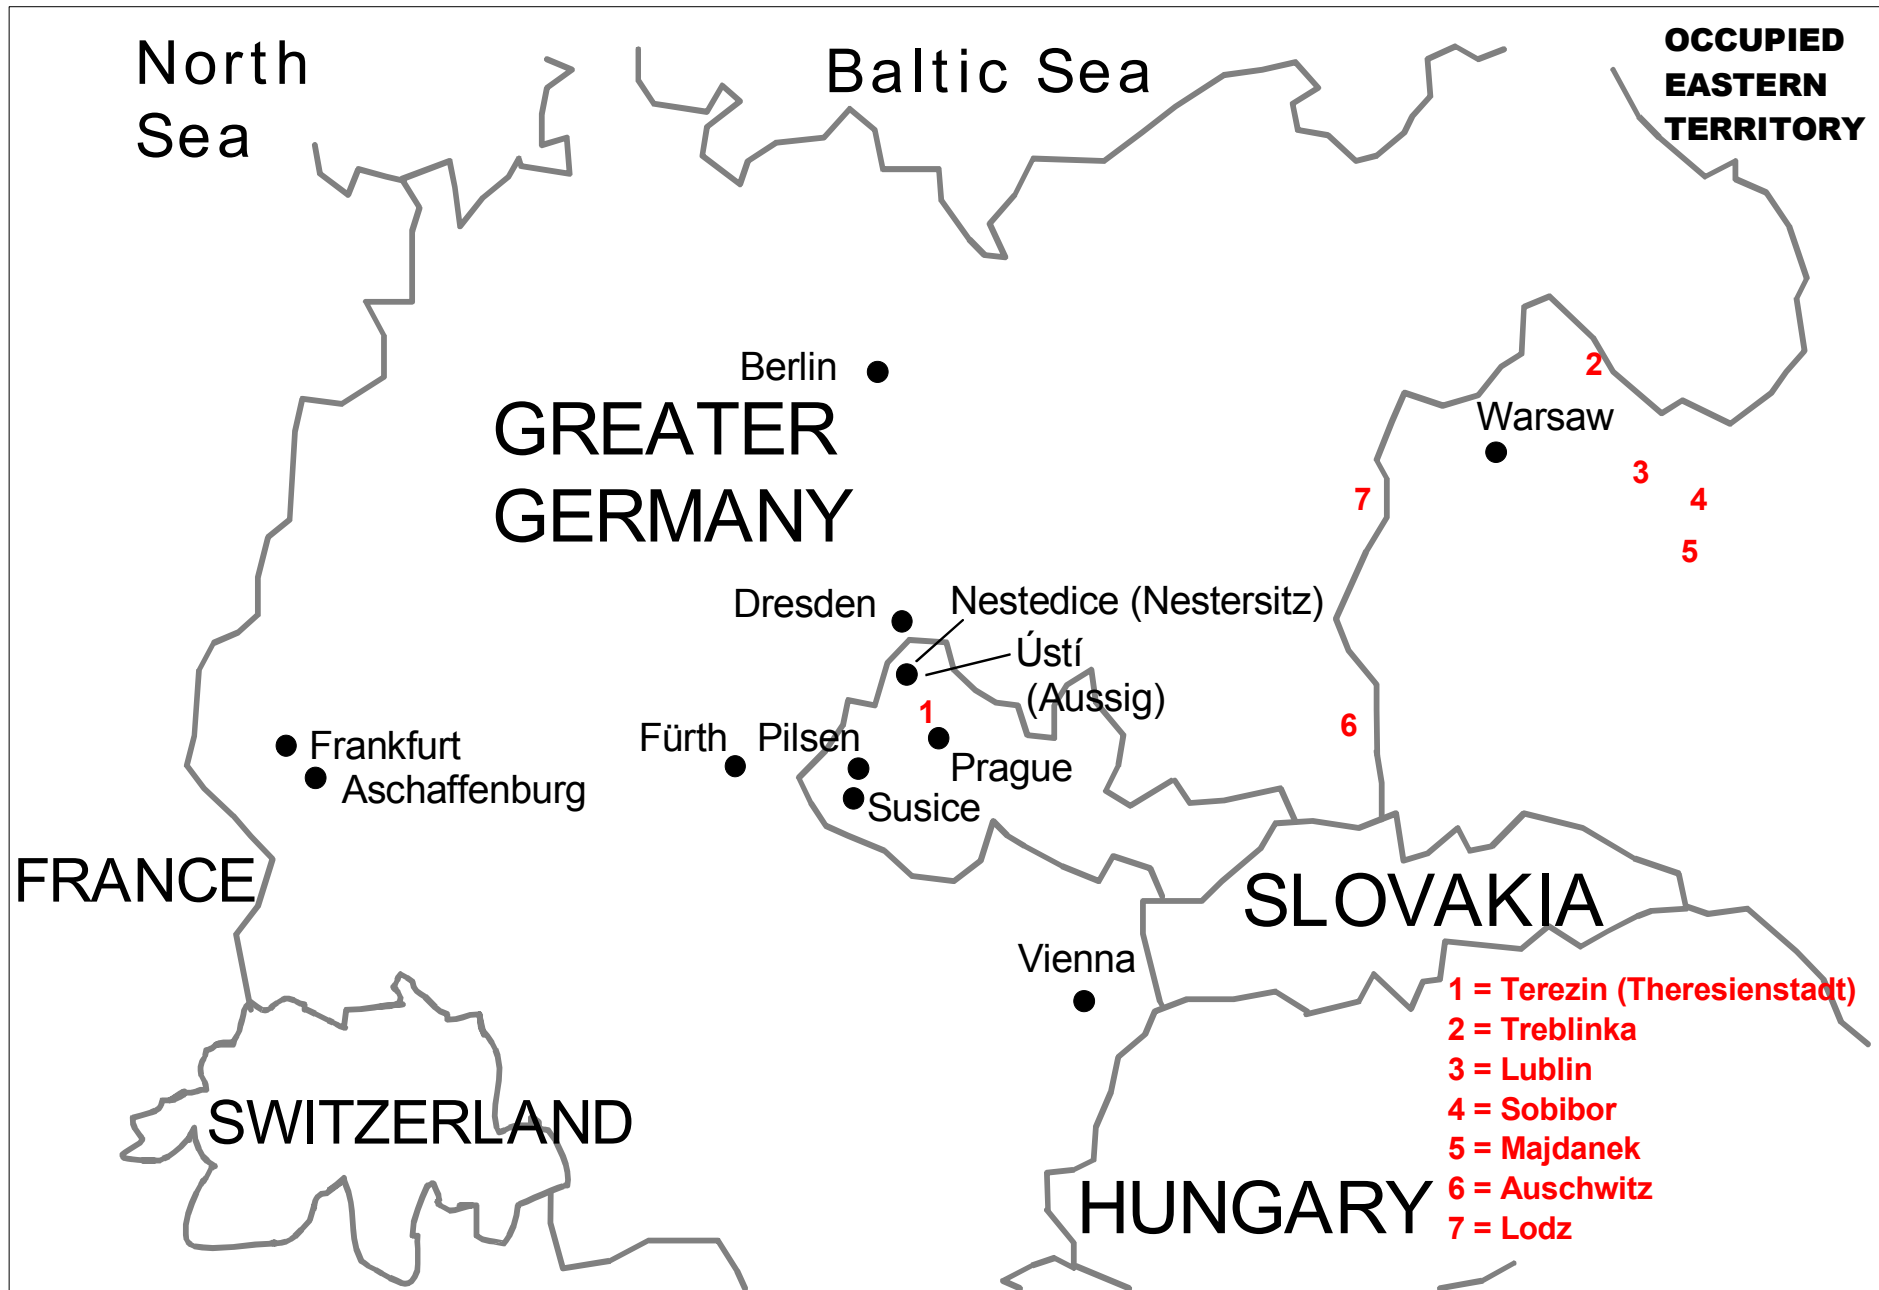 North
Sea
Baltic Sea
OCCUPIED
EASTERN
TERRITORY
Berlin
GREATER
GERMANY
2
Warsaw
3
7
4
5
Dresden
Nestedice (Nestersitz)
Ústí
(Aussig)
1
6
Frankfurt
Aschaffenburg
Fürth
Pilsen
Prague
Susice
FRANCE
SLOVAKIA
Vienna
SWITZERLAND
HUNGARY
1 = Terezin (Theresienstadt)
2 = Treblinka
3 = Lublin
4 = Sobibor
5 = Majdanek
6 = Auschwitz
7 = Lodz